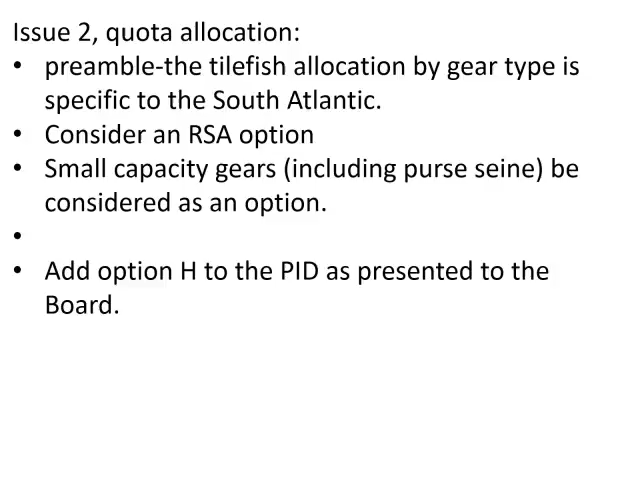 Issue 2, quota allocation:
• preamble-the tilefish allocation by gear type is
specific to the South Atlantic.
• Consider an RSA option
• Small capacity gears (including purse seine) be
considered as an option.
•
• Add option H to the PID as presented to the
Board.